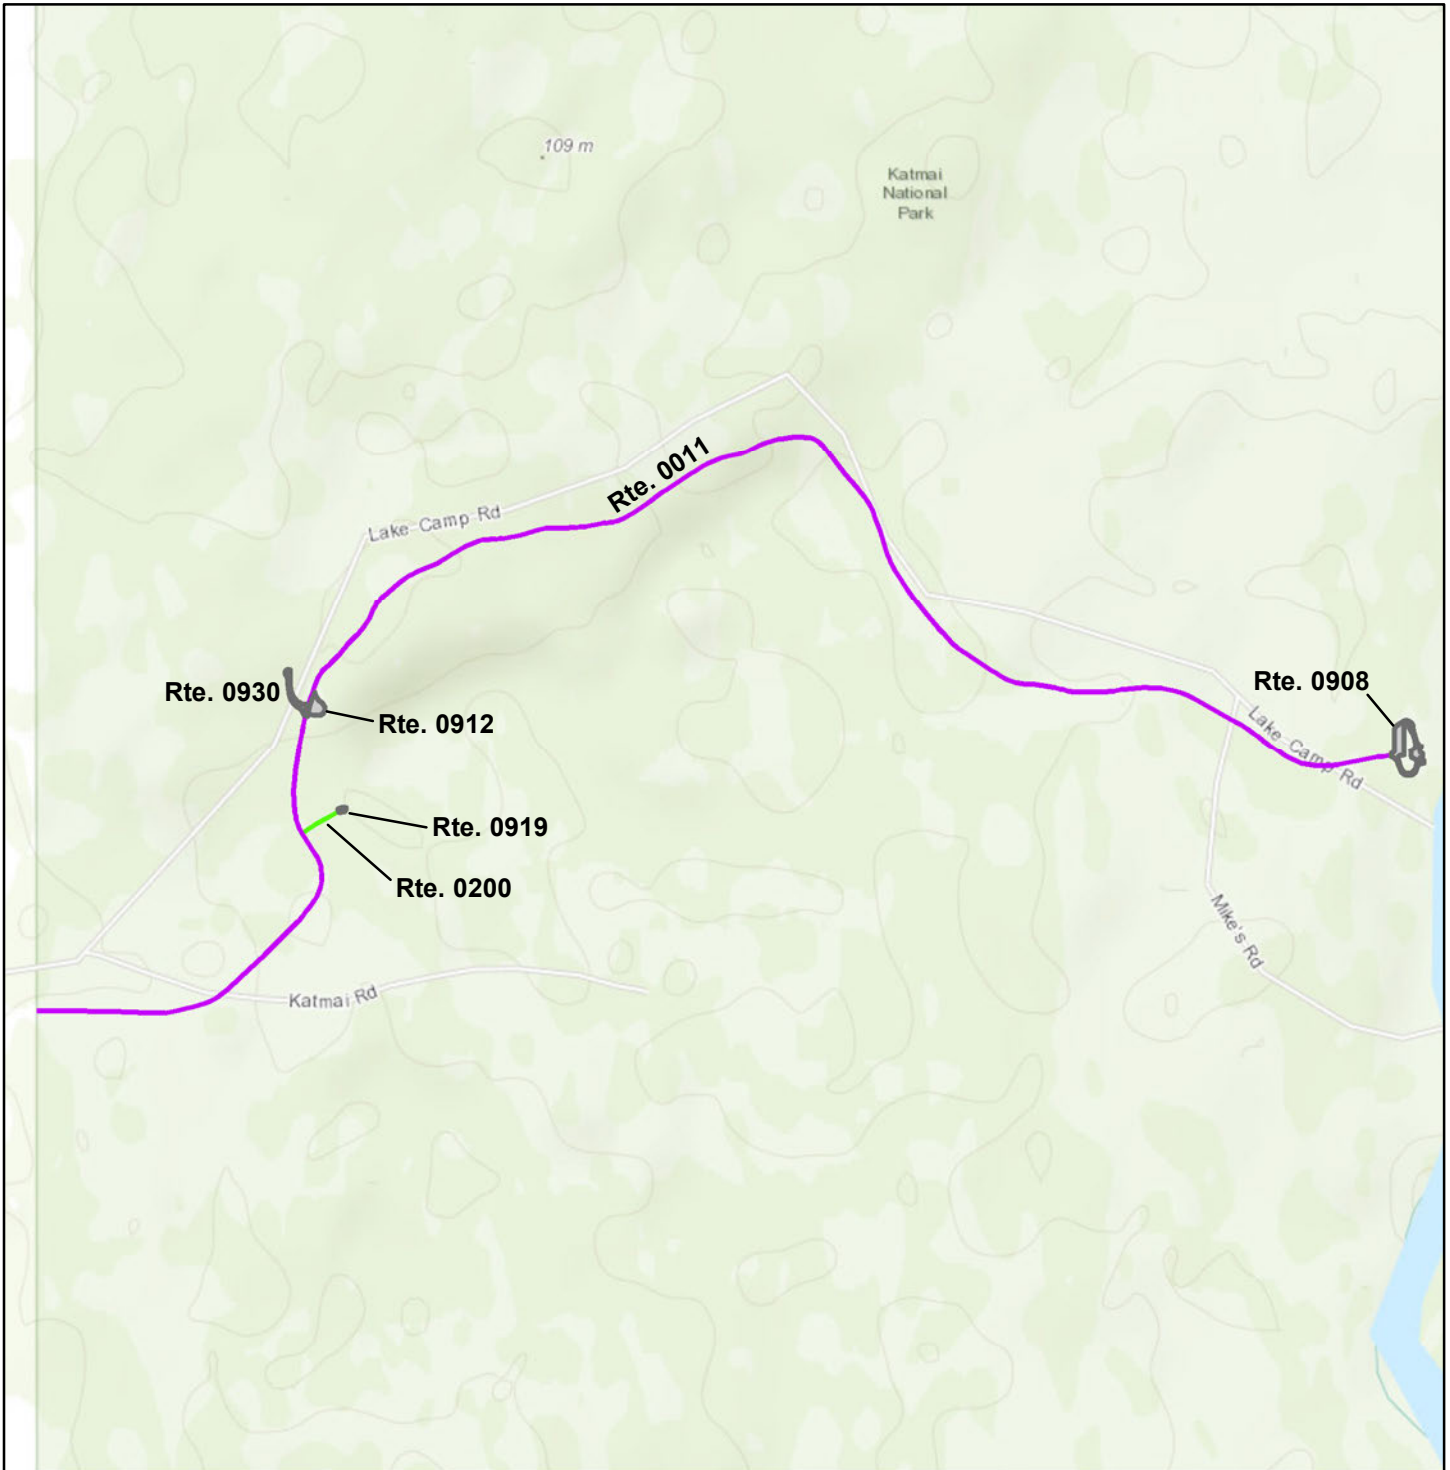 109 m
Katmai
National
Park
Rte. 0011
Lake Camp Rd
Rte. 0930
Rte. 0908
Rte. 0912
Lake Camp Rd
Rte. 0919
Rte. 0200
Mike's Rd
Katmai Rd